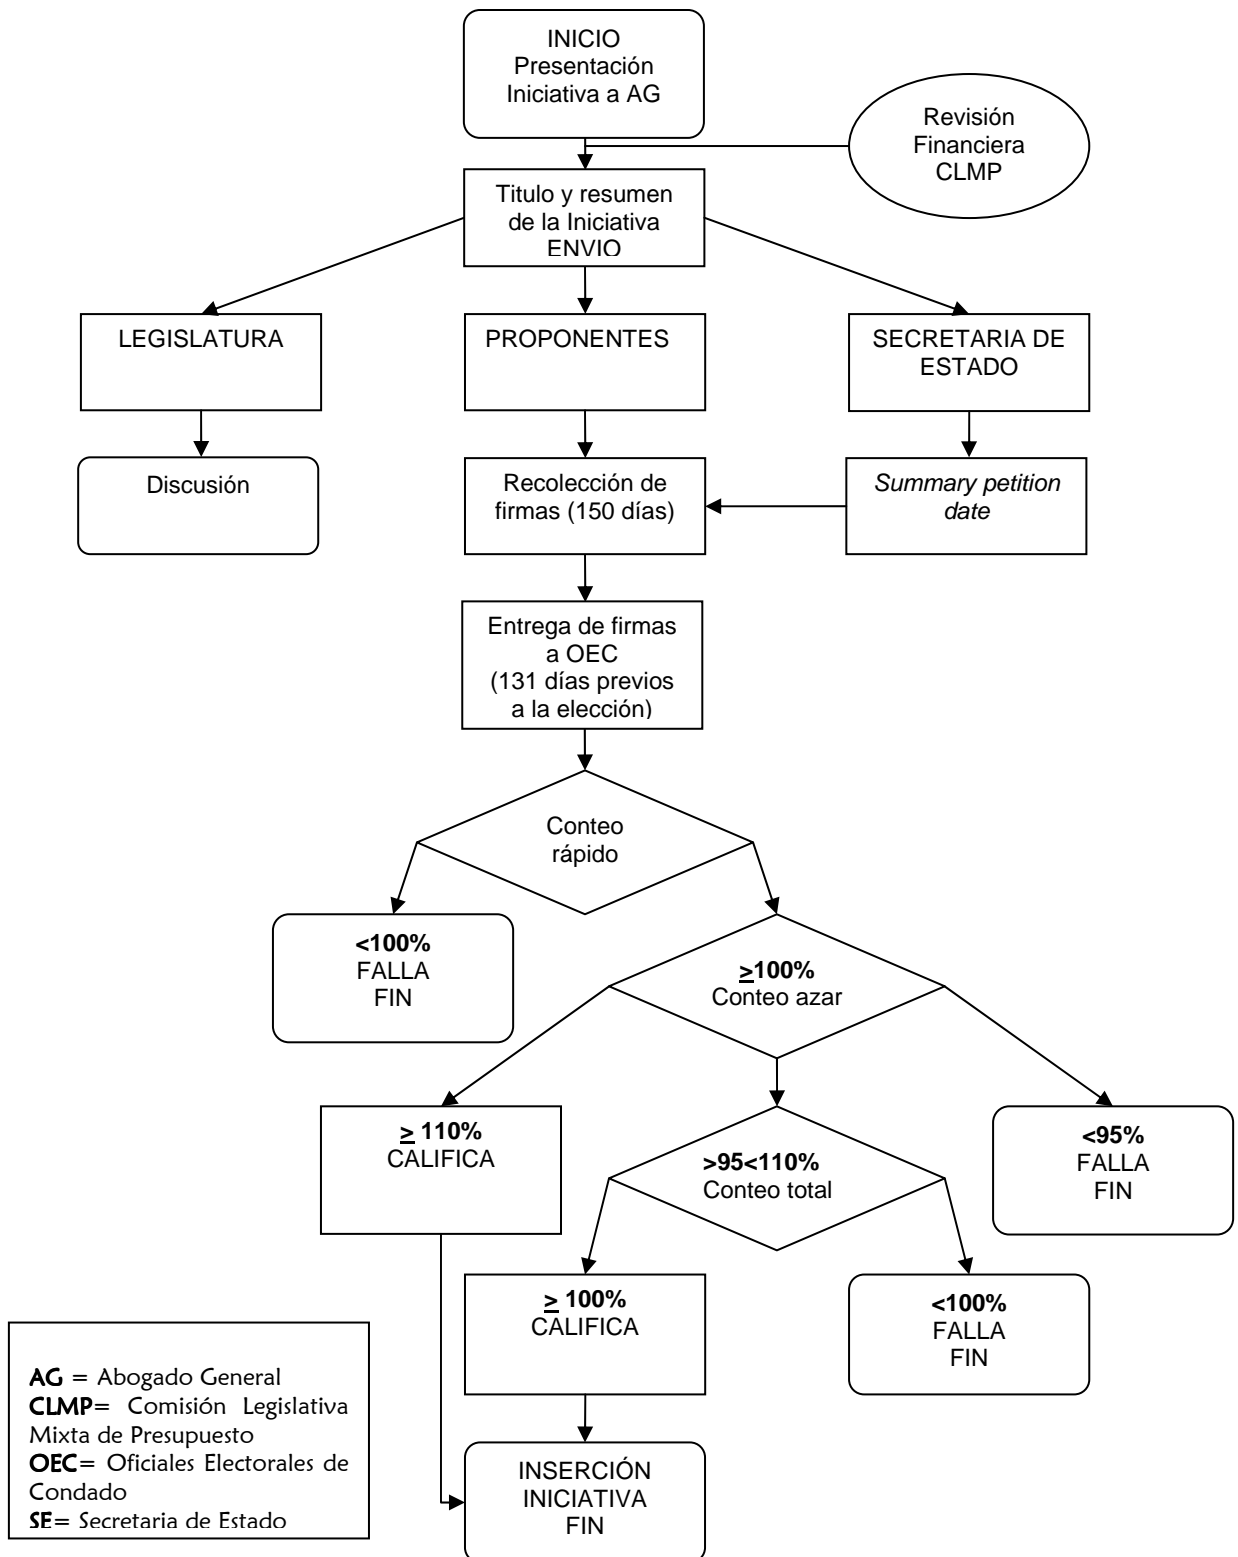 INICIO
Presentación
Iniciativa a AG
Revisión
Financiera
CLMP
Titulo y resumen
de la Iniciativa
ENVIO
LEGISLATURA
PROPONENTES
SECRETARIA DE
ESTADO
Discusión
Recolección de
firmas (150 días)
Summary petition
date
Entrega de firmas
a OEC
(131 días previos
a la elección)
Conteo
rápido
<100%
FALLA
FIN
≥100%
Conteo azar
≥ 110%
CALIFICA
>95<110%
Conteo total
<95%
FALLA
FIN
≥ 100%
CALIFICA
<100%
FALLA
FIN
AG = Abogado General
CLMP= Comisión Legislativa
Mixta de Presupuesto
OEC= Oficiales Electorales de
Condado
SE= Secretaria de Estado
INSERCIÓN
INICIATIVA
FIN